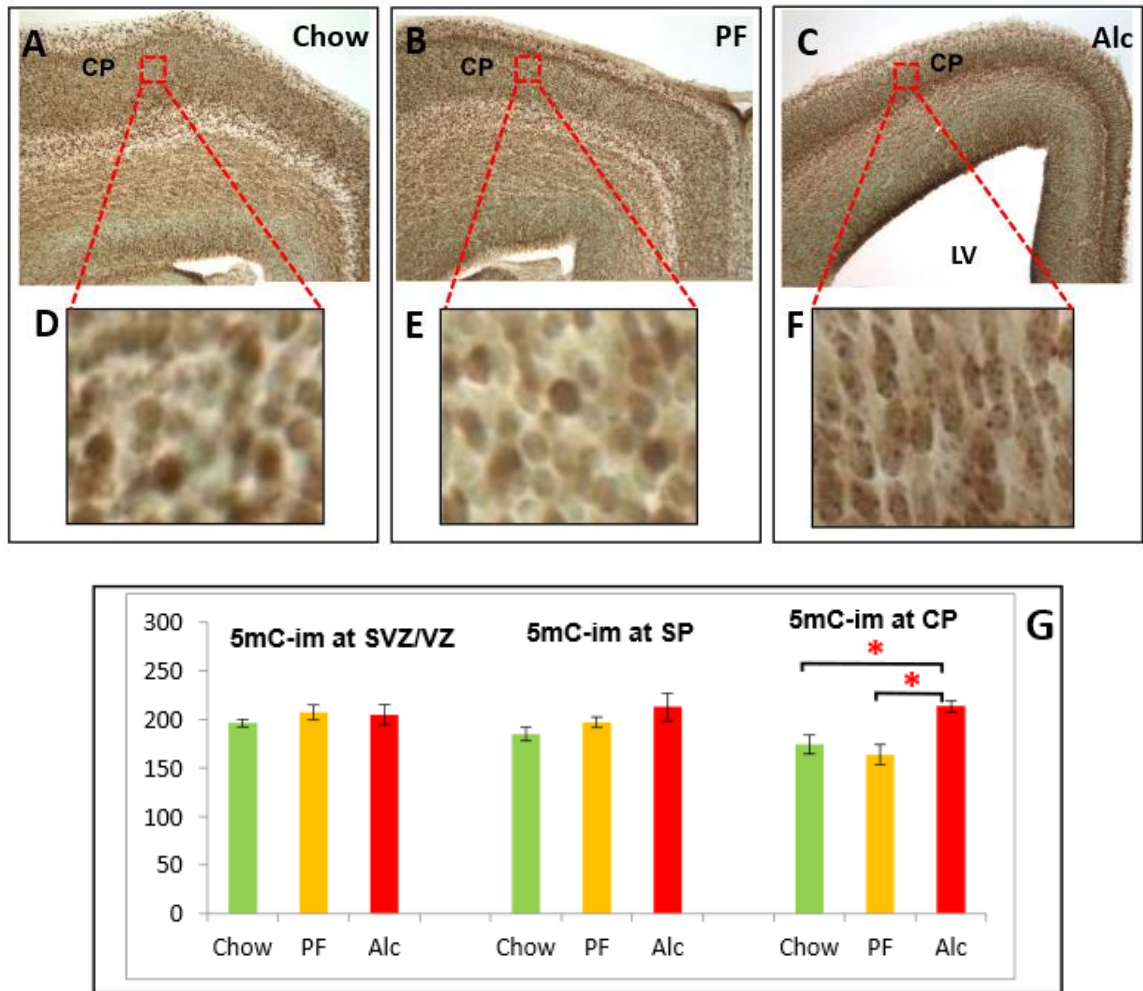 A
Chow
CP
B
PF
CP
C
Alc
CP
LV
D
E
F
G
5mC-im at SVZ/VZ
5mC-im at SP
5mC-im at CP
*
*
300
250
200
150
100
50
0
Chow PF Alc Chow PF Alc Chow PF Alc